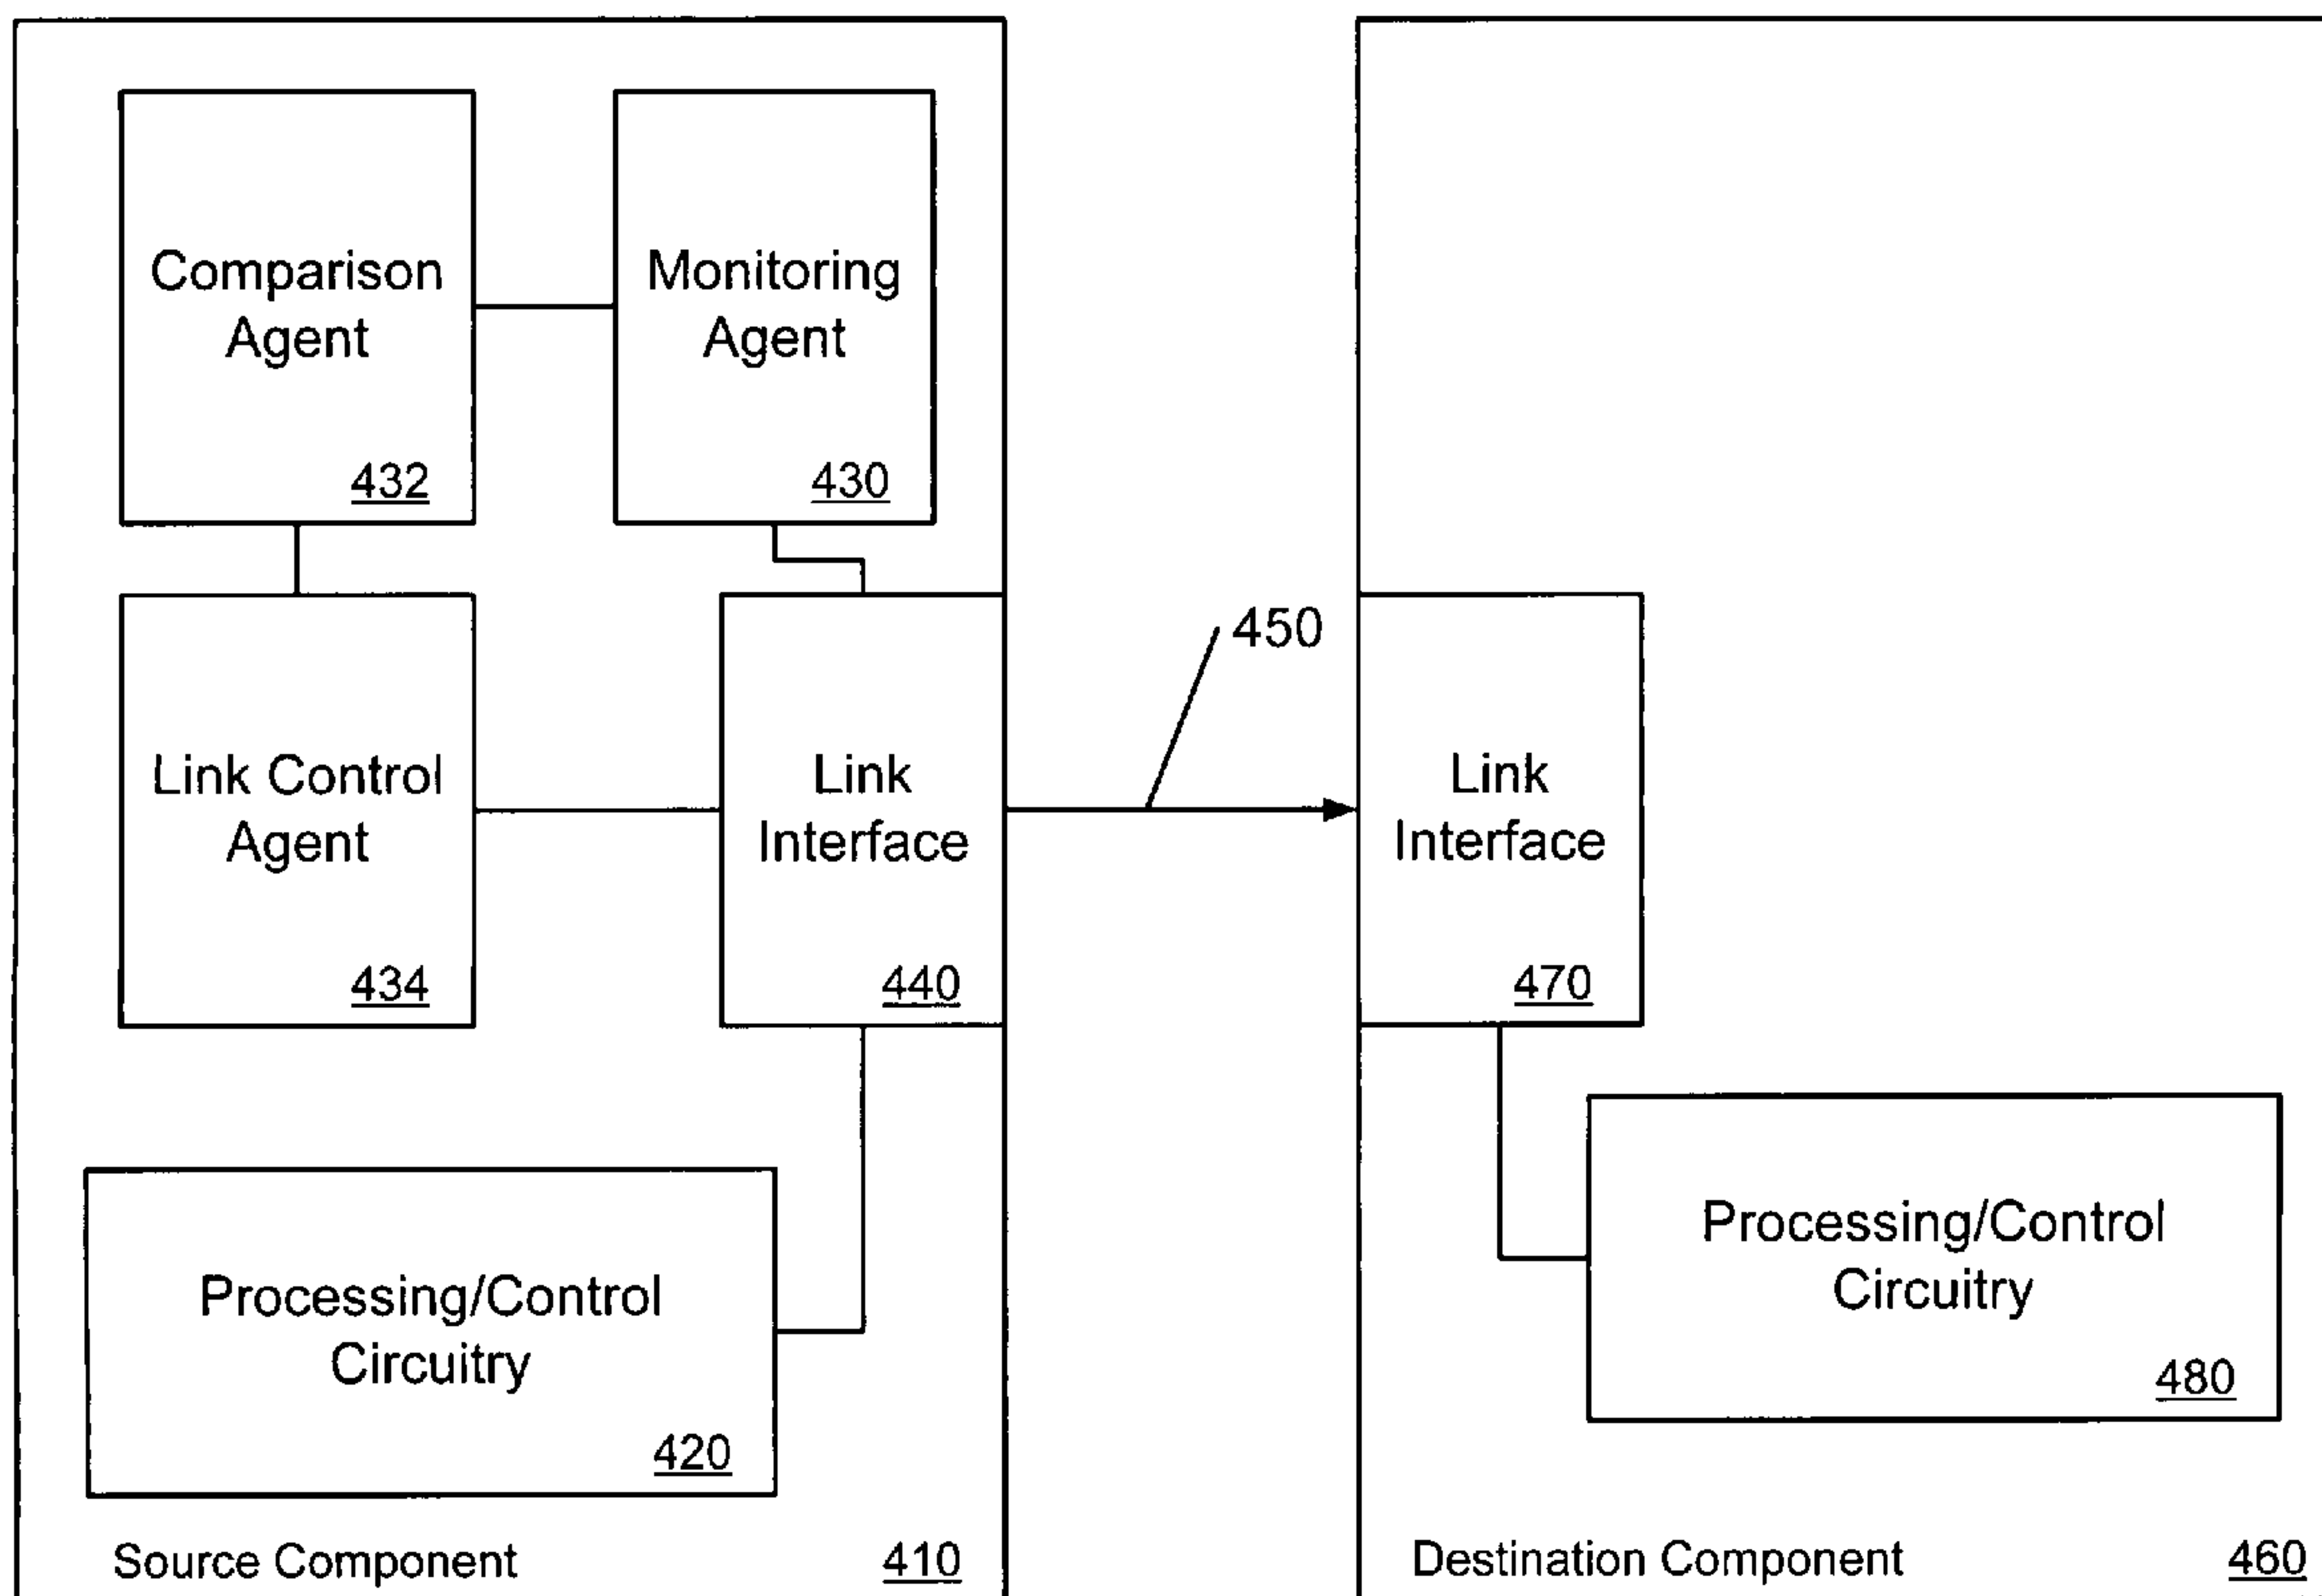 Comparison
Agent
432
Monitoring
Agent
430
Link Control
Agent
434
Link
Interface
440
450
Link
Interface
470
Processing/Control
Circuitry
420
Processing/Control
Circuitry
480
Source Component
410
Destination Component
460